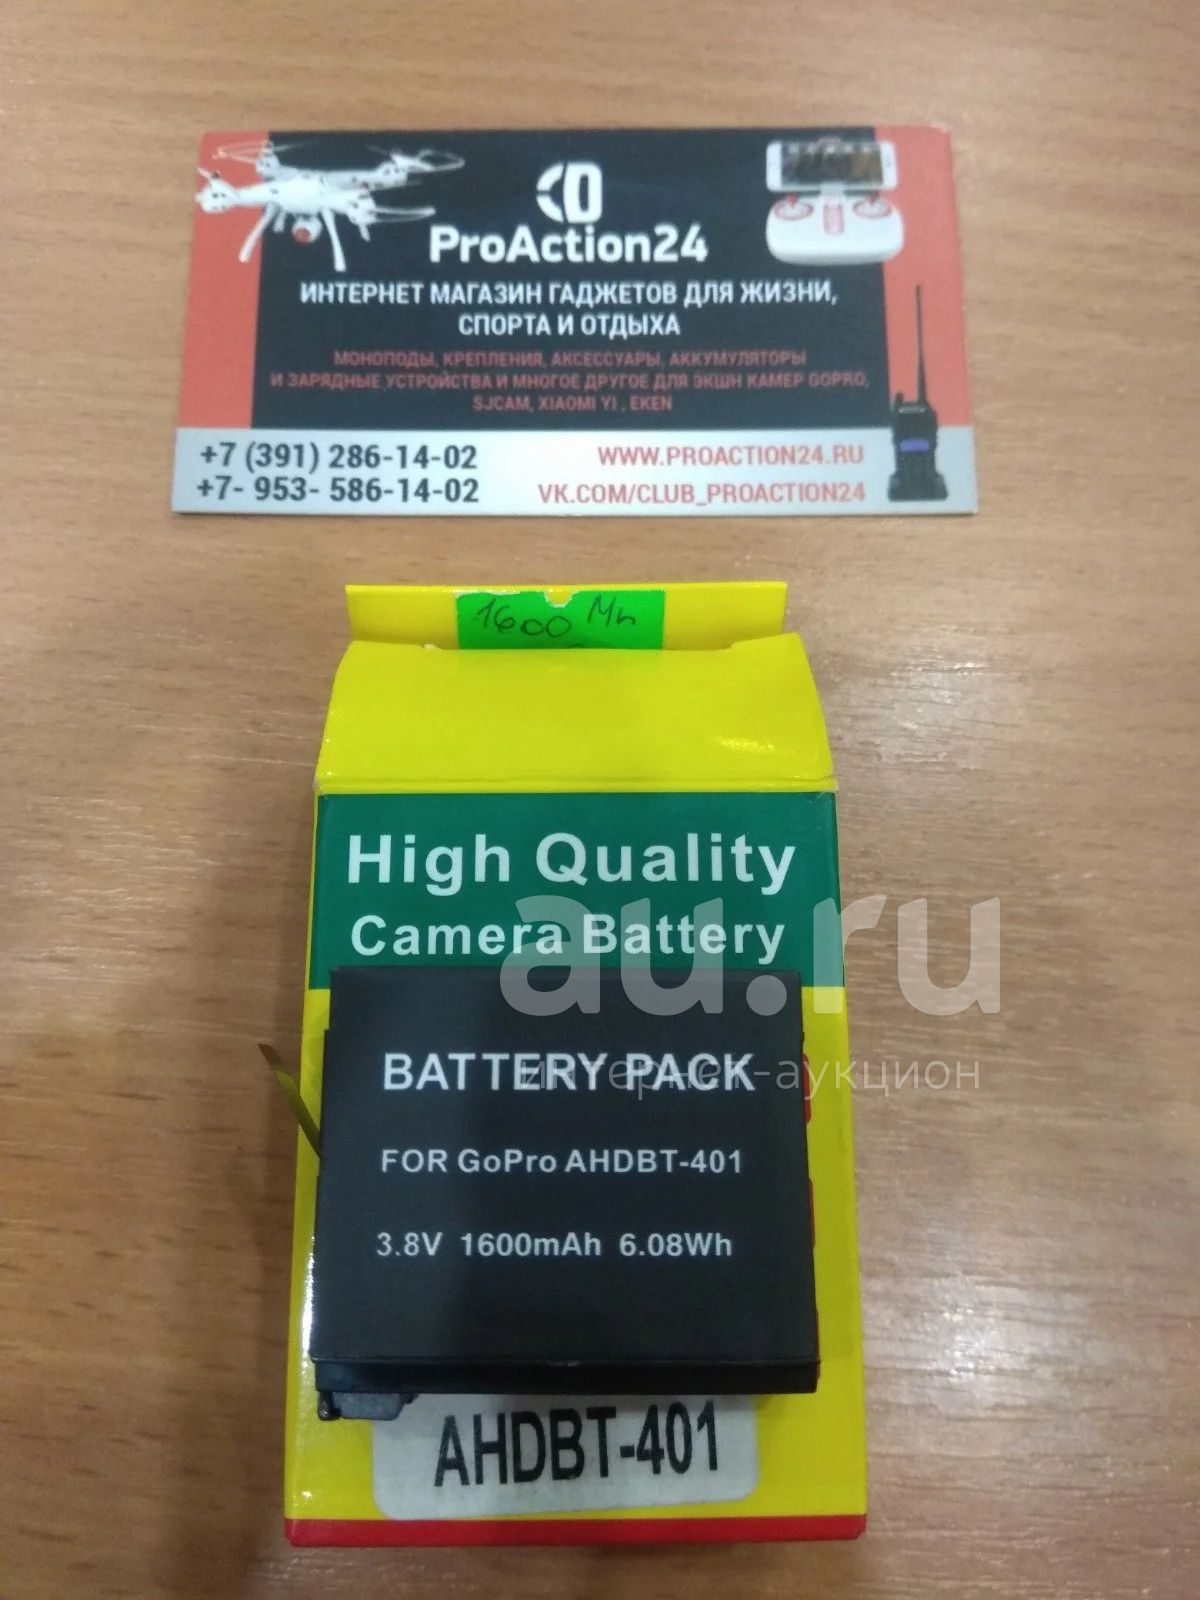 ProAction24
ИНТЕРНЕТ МАГАЗИН ГАДЖЕТОВ ДЛЯ ЖИЗНИ,
СПОРТА И ОТДЫХА
МОНОПОДЫ, КРЕПЛЕНИЯ, АКСЕССУАРЫ, АККУМУЛЯТОРЫ
И ЗАРЯДНЫЕ УСТРОЙСТВА И МНОГОЕ ДРУГОЕ ДЛЯ ЭКШН КАМЕР GOPRO,
SJCAM, XIAOMI YI , EKEN
+7 (391) 286-14-02
WWW.PROACTION24.RU
+7- 953- 586-14-02
VK.COM/CLUB_PROACTION24
1600 Mh
High Quality
Camera Battery
au.ru
интернет-аукцион
BATTERY PACK
FOR GoPro AHDBT-401
3.8V 1600mAh 6.08Wh
AHDBT-401